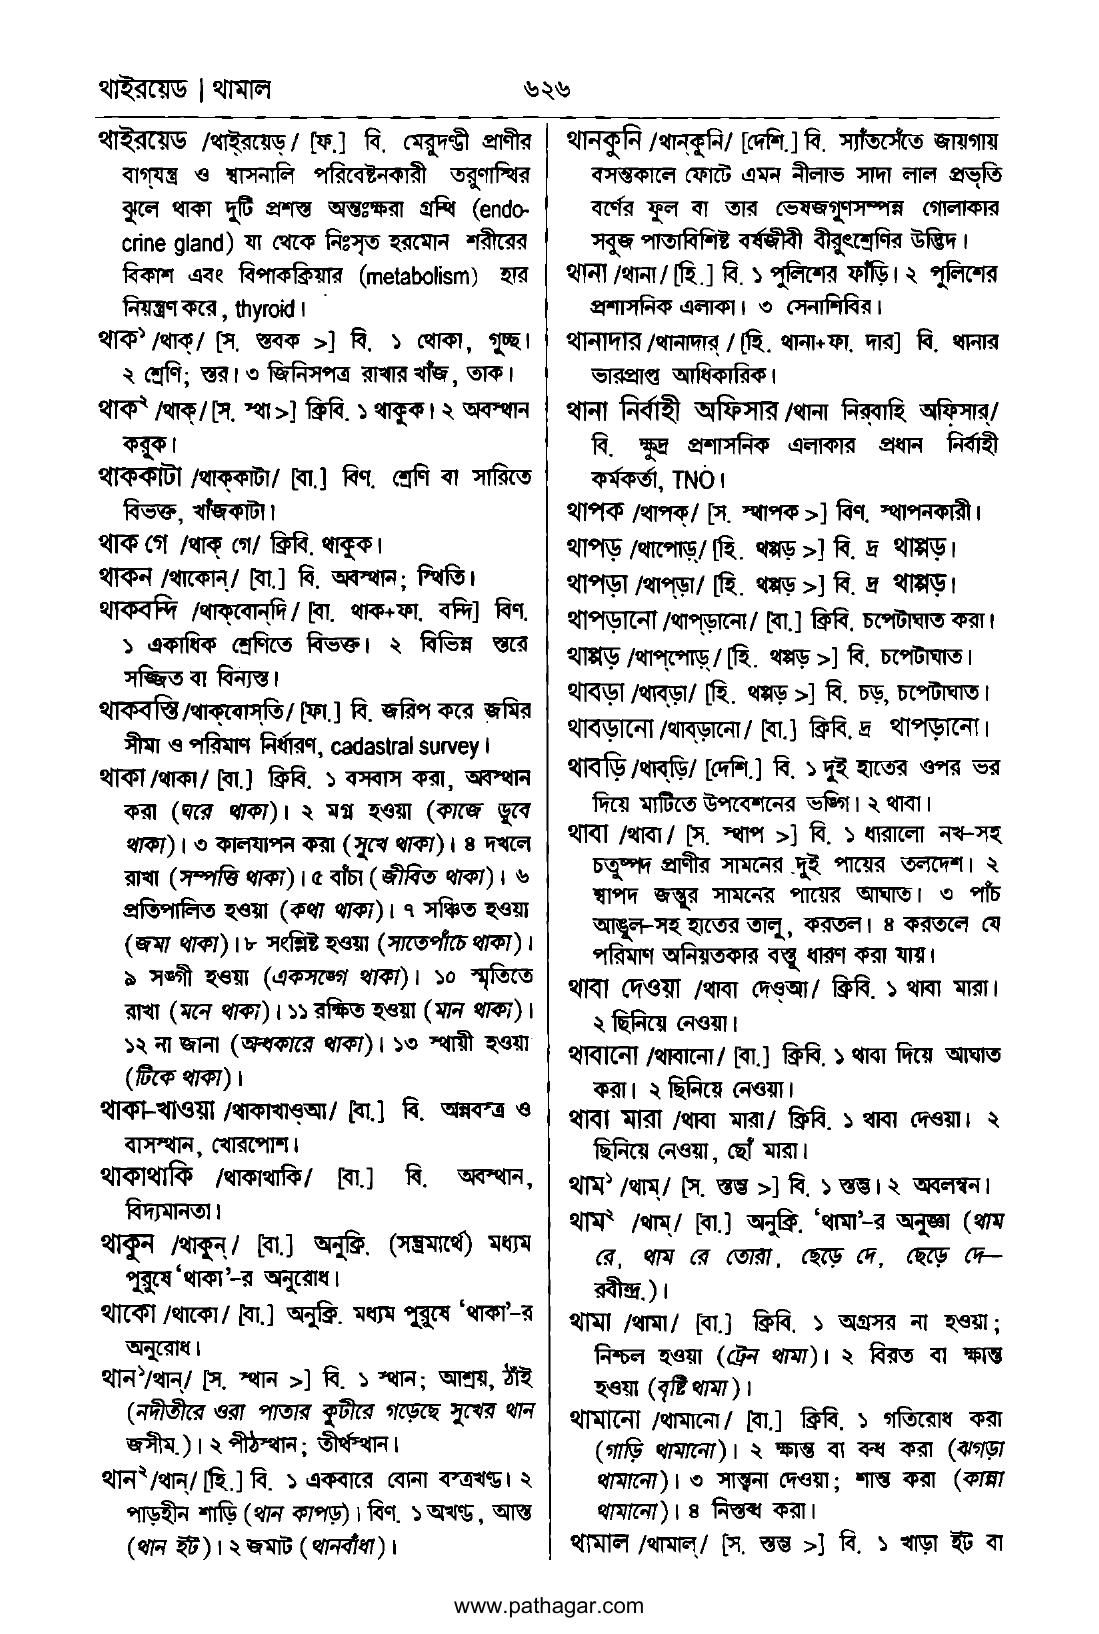 থাইরয়েড | থামাল
৬২৬
থাইরয়েড /থাই্‌রয়েড্/ [ফ.] বি. মেরুদণ্ডী প্রাণীর
বাগ্‌যন্ত্র ও শ্বাসনালি পরিবেষ্টনকারী তরুণাস্থির
ঝুলে থাকা দুটি প্রশস্ত অন্তঃক্ষরা গ্রন্থি (endo-
crine gland) যা থেকে নিঃসৃত হরমোন শরীরের
বিকাশ এবং বিপাকক্রিয়ার (metabolism) হার
নিয়ন্ত্রণ করে, thyroid।
থাক১ /থাক্/ [স. স্তবক >] বি. ১ থোকা, গুচ্ছ।
২ শ্রেণি; স্তর। ৩ জিনিসপত্র রাখার খাঁজ, তাক।
থাক২ /থাক্/ [স. স্থা >] ক্রিবি. ১ থাকুক। ২ অবস্থান
করুক।
থাককাটা /থাক্‌কাটা/ [বা.] বিণ. শ্রেণি বা সারিতে
বিভক্ত, খাঁজকাটা।
থাক গে /থাক্ গে/ ক্রিবি. থাকুক।
থাকন /থাকোন্/ [বা.] বি. অবস্থান; স্থিতি।
থাকবন্দি /থাক্‌বোন্‌দি/ [বা. থাক+ফা. বন্দি] বিণ.
১ একাধিক শ্রেণিতে বিভক্ত। ২ বিভিন্ন স্তরে
সজ্জিত বা বিন্যস্ত।
থাকবস্তি /থাক্‌বোস্‌তি/ [ফা.] বি. জরিপ করে জমির
সীমা ও পরিমাণ নির্ধারণ, cadastral survey।
থাকা /থাকা/ [বা.] ক্রিবি. ১ বসবাস করা, অবস্থান
করা (ঘরে থাকা)। ২ মগ্ন হওয়া (কাজে ডুবে
থাকা)। ৩ কালযাপন করা (সুখে থাকা)। ৪ দখলে
রাখা (সম্পত্তি থাকা)। ৫ বাঁচা (জীবিত থাকা)। ৬
প্রতিপালিত হওয়া (কথা থাকা)। ৭ সঞ্চিত হওয়া
(জমা থাকা)। ৮ সংশ্লিষ্ট হওয়া (সাতেপাঁচে থাকা)।
৯ সঙ্গী হওয়া (একসঙ্গে থাকা)। ১০ স্মৃতিতে
রাখা (মনে থাকা)। ১১ রক্ষিত হওয়া (মান থাকা)।
১২ না জানা (অন্ধকারে থাকা)। ১৩ স্থায়ী হওয়া
(টিকে থাকা)।
থাকা-খাওয়া /থাকাখাওআ/ [বা.] বি. অন্নবস্ত্র ও
বাসস্থান, খোরপোশ।
থাকাথাকি /থাকাথাকি/ [বা.] বি. অবস্থান,
বিদ্যমানতা।
থাকুন /থাকুন্/ [বা.] অনুক্রি. (সম্ভ্রমার্থে) মধ্যম
পুরুষে ‘থাকা’-র অনুরোধ।
থাকো /থাকো/ [বা.] অনুক্রি. মধ্যম পুরুষে ‘থাকা’-র
অনুরোধ।
থান১/থান্/ [স. স্থান >] বি. ১ স্থান; আশ্রয়, ঠাঁই
(নদীতীরে ওরা পাতার কুটীরে গড়েছে সুখের থান
জসীম.)। ২ পীঠস্থান; তীর্থস্থান।
থান২/থান্/ [হি.] বি. ১ একবারে বোনা বস্ত্রখণ্ড। ২
পাড়হীন শাড়ি (থান কাপড়)। বিণ. ১ অখণ্ড, আস্ত
(থান ইট)। ২ জমাট (থানবাঁধা)।
থানকুনি /থান্‌কুনি/ [দেশি.] বি. স্যাঁতসেঁতে জায়গায়
বসন্তকালে ফোটে এমন নীলাভ সাদা লাল প্রভৃতি
বর্ণের ফুল বা তার ভেষজগুণসম্পন্ন গোলাকার
সবুজ পাতাবিশিষ্ট বর্ষজীবী বীরুৎশ্রেণির উদ্ভিদ।
থানা /থানা/ [হি.] বি. ১ পুলিশের ফাঁড়ি। ২ পুলিশের
প্রশাসনিক এলাকা। ৩ সেনাশিবির।
থানাদার /থানাদার্/ [হি. থানা+ফা. দার] বি. থানার
ভারপ্রাপ্ত আধিকারিক।
থানা নির্বাহী অফিসার /থানা নির্‌বাহি অফিসার্/
বি. ক্ষুদ্র প্রশাসনিক এলাকার প্রধান নির্বাহী
কর্মকর্তা, TNO।
থাপক /থাপক্/ [স. স্থাপক >] বিণ. স্থাপনকারী।
থাপড় /থাপোড়্/ [হি. থপ্পড় >] বি. দ্র থাপ্পড়।
থাপড়া /থাপ্‌ড়া/ [হি. থপ্পড় >] বি. দ্র থাপ্পড়।
থাপড়ানো /থাপ্‌ড়ানো/ [বা.] ক্রিবি. চপেটাঘাত করা।
থাপ্পড় /থাপ্‌পোড়্/ [হি. থপ্পড় >] বি. চপেটাঘাত।
থাবড়া /থাব্‌ড়া/ [হি. থপ্পড় >] বি. চড়, চপেটাঘাত।
থাবড়ানো /থাব্‌ড়ানো/ [বা.] ক্রিবি. দ্র থাপড়ানো।
থাবড়ি /থাব্‌ড়ি/ [দেশি.] বি. ১ দুই হাতের ওপর ভর
দিয়ে মাটিতে উপবেশনের ভঙ্গি। ২ থাবা।
থাবা /থাবা/ [স. স্থাপ >] বি. ১ ধারালো নখ-সহ
চতুষ্পদ প্রাণীর সামনের দুই পায়ের তলদেশ। ২
শ্বাপদ জন্তুর সামনের পায়ের আঘাত। ৩ পাঁচ
আঙুল-সহ হাতের তালু, করতল। ৪ করতলে যে
পরিমাণ অনিয়তকার বস্তু ধারণ করা যায়।
থাবা দেওয়া /থাবা দেওআ/ ক্রিবি. ১ থাবা মারা।
২ ছিনিয়ে নেওয়া।
থাবানো /থাবানো/ [বা.] ক্রিবি. ১ থাবা দিয়ে আঘাত
করা। ২ ছিনিয়ে নেওয়া।
থাবা মারা /থাবা মারা/ ক্রিবি. ১ থাবা দেওয়া। ২
ছিনিয়ে নেওয়া, ছোঁ মারা।
থাম১ /থাম্/ [স. স্তম্ভ >] বি. ১ স্তম্ভ। ২ অবলম্বন।
থাম২ /থাম্/ [বা.] অনুক্রি. ‘থামা’-র অনুজ্ঞা (থাম
রে, থাম রে তোরা, ছেড়ে দে, ছেড়ে দে—
রবীন্দ্র.)।
থামা /থামা/ [বা.] ক্রিবি. ১ অগ্রসর না হওয়া;
নিশ্চল হওয়া (ট্রেন থামা)। ২ বিরত বা ক্ষান্ত
হওয়া (বৃষ্টি থামা)।
থামানো /থামানো/ [বা.] ক্রিবি. ১ গতিরোধ করা
(গাড়ি থামানো)। ২ ক্ষান্ত বা বন্ধ করা (ঝগড়া
থামানো)। ৩ সান্ত্বনা দেওয়া; শান্ত করা (কান্না
থামানো)। ৪ নিস্তব্ধ করা।
থামাল /থামাল্/ [স. স্তম্ভ >] বি. ১ খাড়া ইট বা
www.pathagar.com